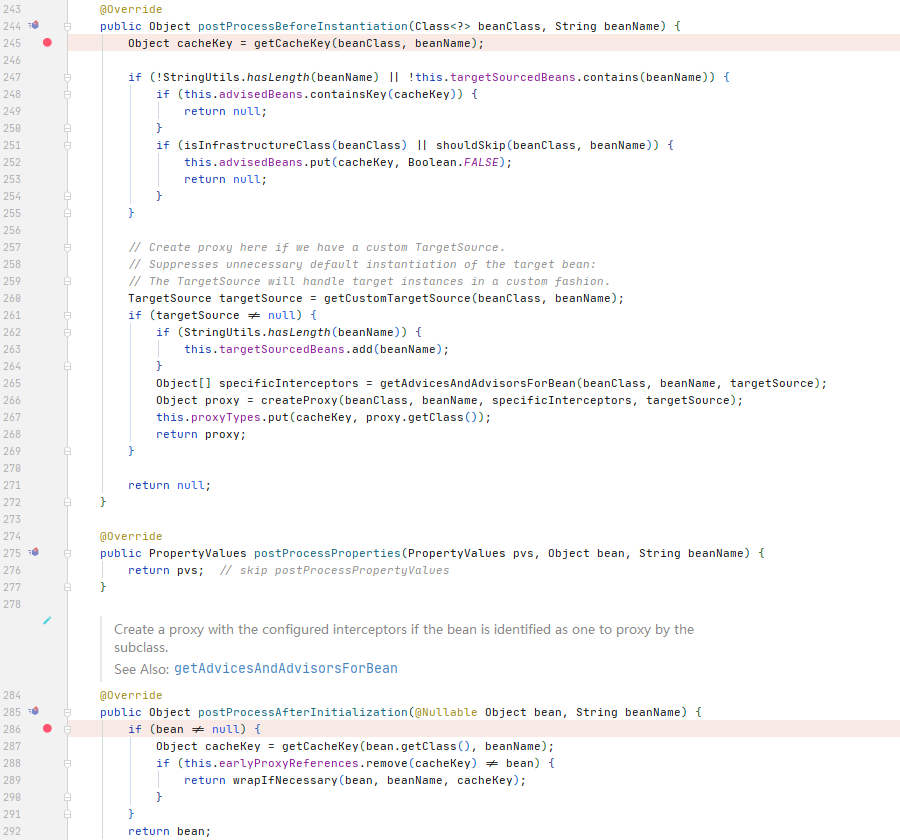 243 @Override
244 public Object postProcessBeforeInstantiation(Class<?> beanClass, String beanName) {
245 Object cacheKey = getCacheKey(beanClass, beanName);
246
247 if (!StringUtils.hasLength(beanName) || !this.targetSourcedBeans.contains(beanName)) {
248 if (this.advisedBeans.containsKey(cacheKey)) {
249 return null;
250 }
251 if (isInfrastructureClass(beanClass) || shouldSkip(beanClass, beanName)) {
252 this.advisedBeans.put(cacheKey, Boolean.FALSE);
253 return null;
254 }
255 }
256
257 // Create proxy here if we have a custom TargetSource.
258 // Suppresses unnecessary default instantiation of the target bean:
259 // The TargetSource will handle target instances in a custom fashion.
260 TargetSource targetSource = getCustomTargetSource(beanClass, beanName);
261 if (targetSource ≠ null) {
262 if (StringUtils.hasLength(beanName)) {
263 this.targetSourcedBeans.add(beanName);
264 }
265 Object[] specificInterceptors = getAdvicesAndAdvisorsForBean(beanClass, beanName, targetSource);
266 Object proxy = createProxy(beanClass, beanName, specificInterceptors, targetSource);
267 this.proxyTypes.put(cacheKey, proxy.getClass());
268 return proxy;
269 }
270
271 return null;
272 }
273
274 @Override
275 public PropertyValues postProcessProperties(PropertyValues pvs, Object bean, String beanName) {
276 return pvs; // skip postProcessPropertyValues
277 }
278
Create a proxy with the configured interceptors if the bean is identified as one to proxy by the
subclass.
See Also: getAdvicesAndAdvisorsForBean
284 @Override
285 public Object postProcessAfterInitialization(@Nullable Object bean, String beanName) {
286 if (bean ≠ null) {
287 Object cacheKey = getCacheKey(bean.getClass(), beanName);
288 if (this.earlyProxyReferences.remove(cacheKey) ≠ bean) {
289 return wrapIfNecessary(bean, beanName, cacheKey);
290 }
291 }
292 return bean;